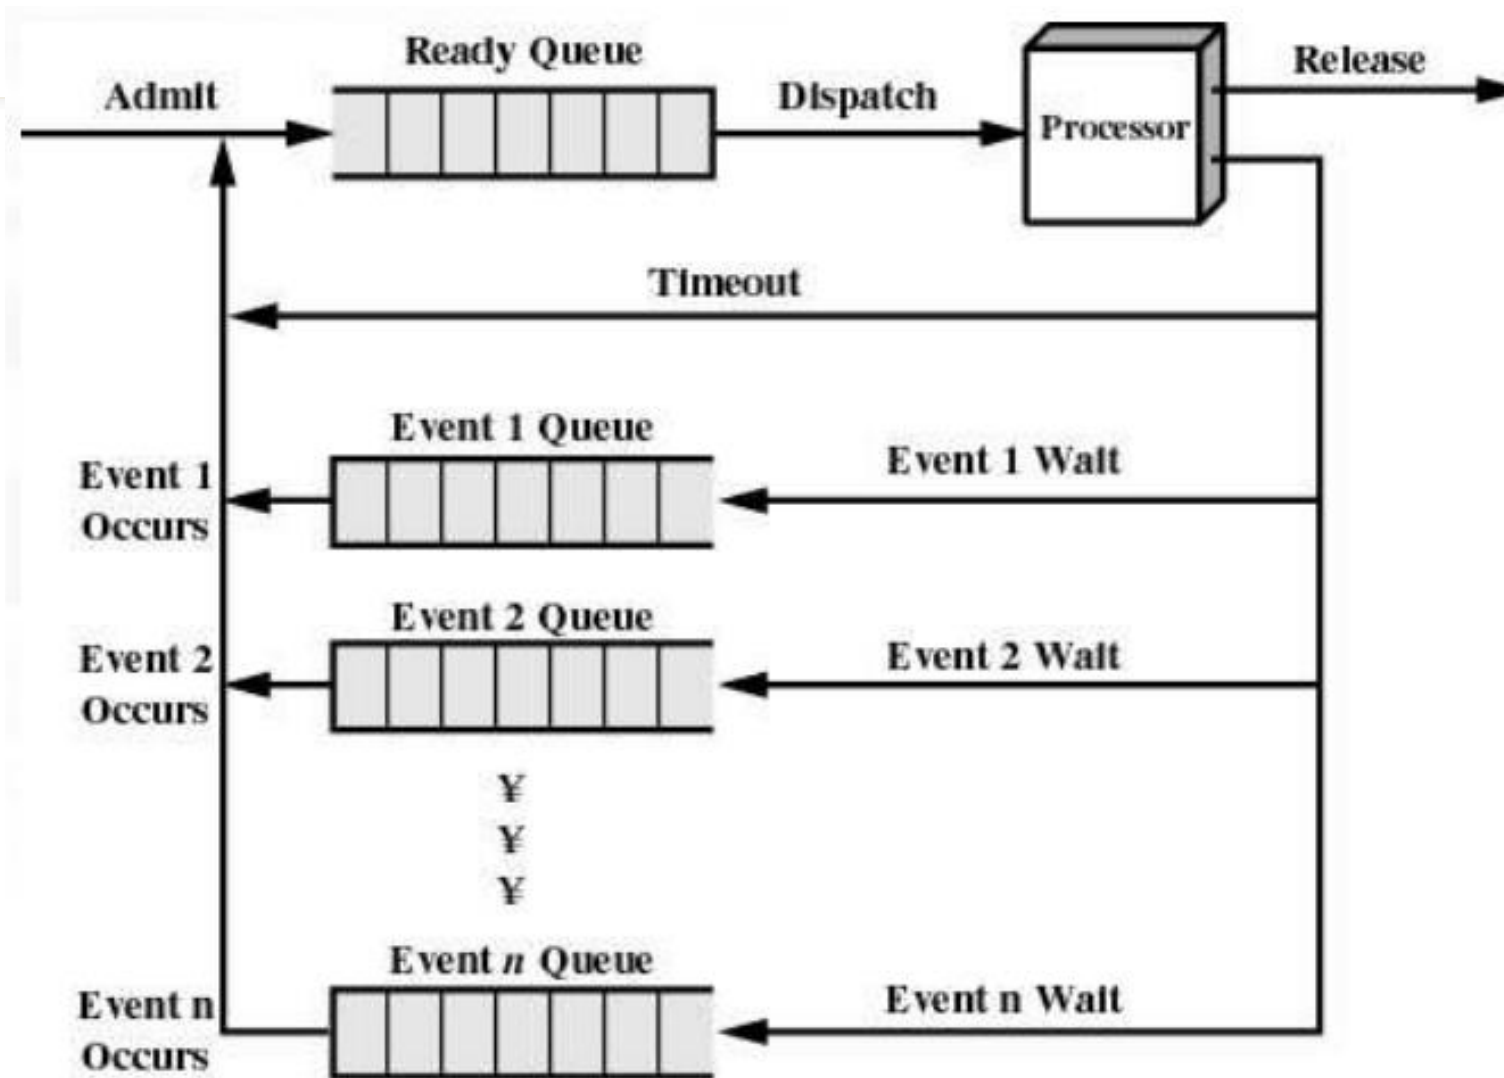 Ready Queue
Release
Admit
Dispatch
Processor
Timeout
Event 1 Queue
Event 1
Occurs
Event 1 Wait
Event 2 Queue
Event 2
Occurs
Event 2 Wait
¥
¥
¥
Event n Queue
Event n
Occurs
Event n Wait